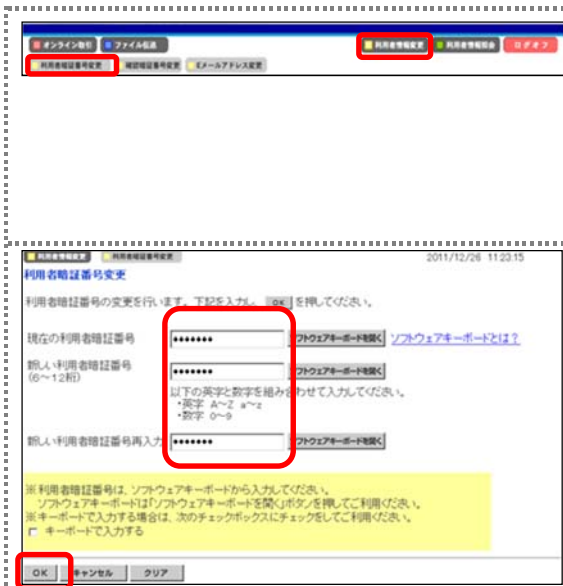 オンライン取引 ファイル伝送 利用者情報変更 利用者情報照会 ログオフ
利用者暗証番号変更 確認暗証番号変更 Eメールアドレス変更
利用者情報変更 利用者暗証番号変更 2011/12/26 11:23:15
利用者暗証番号変更
利用者暗証番号の変更を行います。下記を入力し、 OK を押してください。
現在の利用者暗証番号 ••••••• ソフトウェアキーボードを開く ソフトウェアキーボードとは?
新しい利用者暗証番号 ••••••• ソフトウェアキーボードを開く
(6～12桁)
以下の英字と数字を組み合わせて入力してください。
・英字 A～Z a～z
・数字 0～9
新しい利用者暗証番号再入力 ••••••• ソフトウェアキーボードを開く
※利用者暗証番号は、ソフトウェアキーボードから入力してください。
ソフトウェアキーボードは「ソフトウェアキーボードを開く」ボタンを押してご利用ください。
※キーボードで入力する場合は、次のチェックボックスにチェックをしてご利用ください。
キーボードで入力する
OK キャンセル クリア